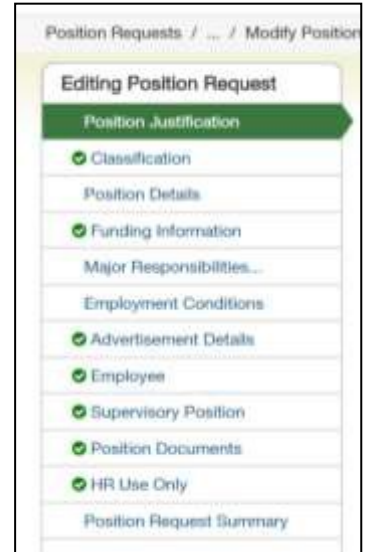 Position Requests / ... / Modify Position
Editing Position Request
Position Justification
Classification
Position Details
Funding Information
Major Responsibilities...
Employment Conditions
Advertisement Details
Employee
Supervisory Position
Position Documents
HR Use Only
Position Request Summary